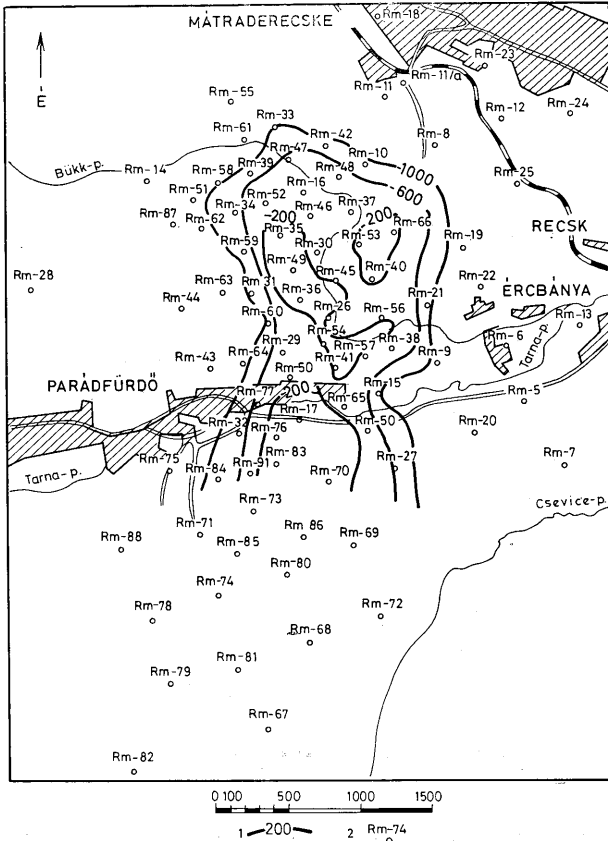 Rm-18
MÁTRADERECSKE
Rm-23
Rm-11/a
Rm-11
Rm-55
Rm-12
Rm-24
É
Rm-33
Rm-61
Rm-42
Rm-8
Rm-47
Rm-10
Bükk-p.
Rm-14
Rm-58
Rm-39
Rm-48
1000
Rm-25
600
Rm-51
Rm-52
Rm-16
Rm-34
Rm-46
Rm-37
Rm-87
Rm-62
200
200
Rm-66
RECSK
Rm-35
Rm-53
Rm-59
Rm-30
Rm-19
Rm-49
Rm-45
Rm-40
Rm-28
Rm-63
Rm-31
Rm-22
Rm-44
Rm-36
Rm-21
ÉRCBÁNYA
Rm-60
Rm-26
Rm-56
Rm-13
Rm-54
Rm-6
Rm-29
Rm-57
Rm-38
Tarna-p.
Rm-43
Rm-64
Rm-41
Rm-9
Rm-50
PARÁDFÜRDŐ
Rm-77
200
Rm-15
Rm-5
Rm-65
Rm-17
Rm-32
Rm-76
Rm-50
Rm-20
Rm-75
Rm-83
Tarna-p.
Rm-84
Rm-91
Rm-70
Rm-27
Rm-7
Rm-73
Csevice-p.
Rm-71
Rm-88
Rm-86
Rm-69
Rm-85
Rm-80
Rm-74
Rm-78
Rm-72
Rm-68
Rm-81
Rm-79
Rm-67
Rm-82
0 100 500 1000 1500
1 200 2 Rm-74